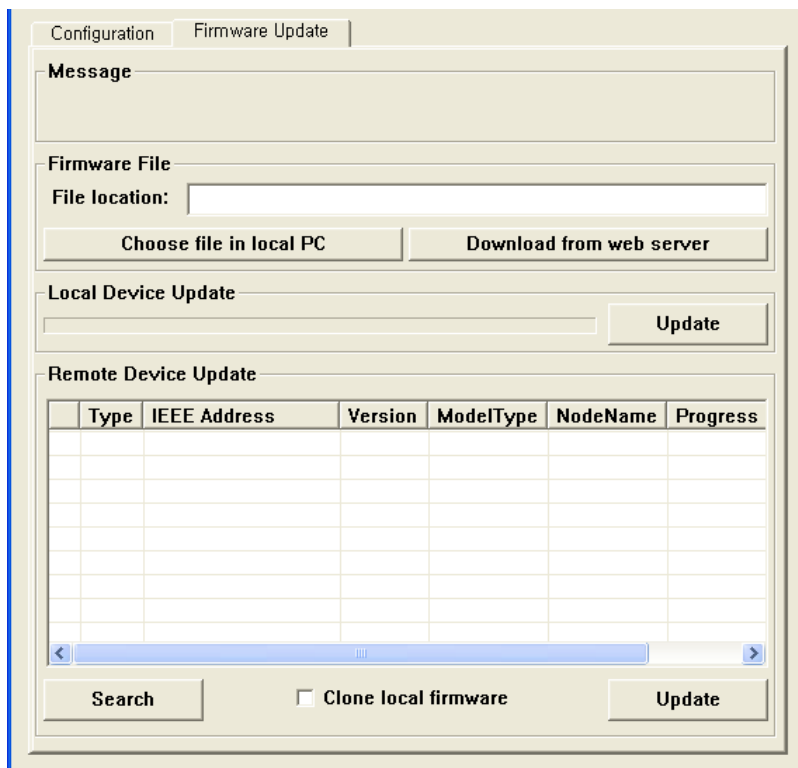 Configuration Firmware Update
Message
Firmware File
File location:
Choose file in local PC Download from web server
Local Device Update
Update
Remote Device Update
Type IEEE Address Version ModelType NodeName Progress
Search Clone local firmware Update